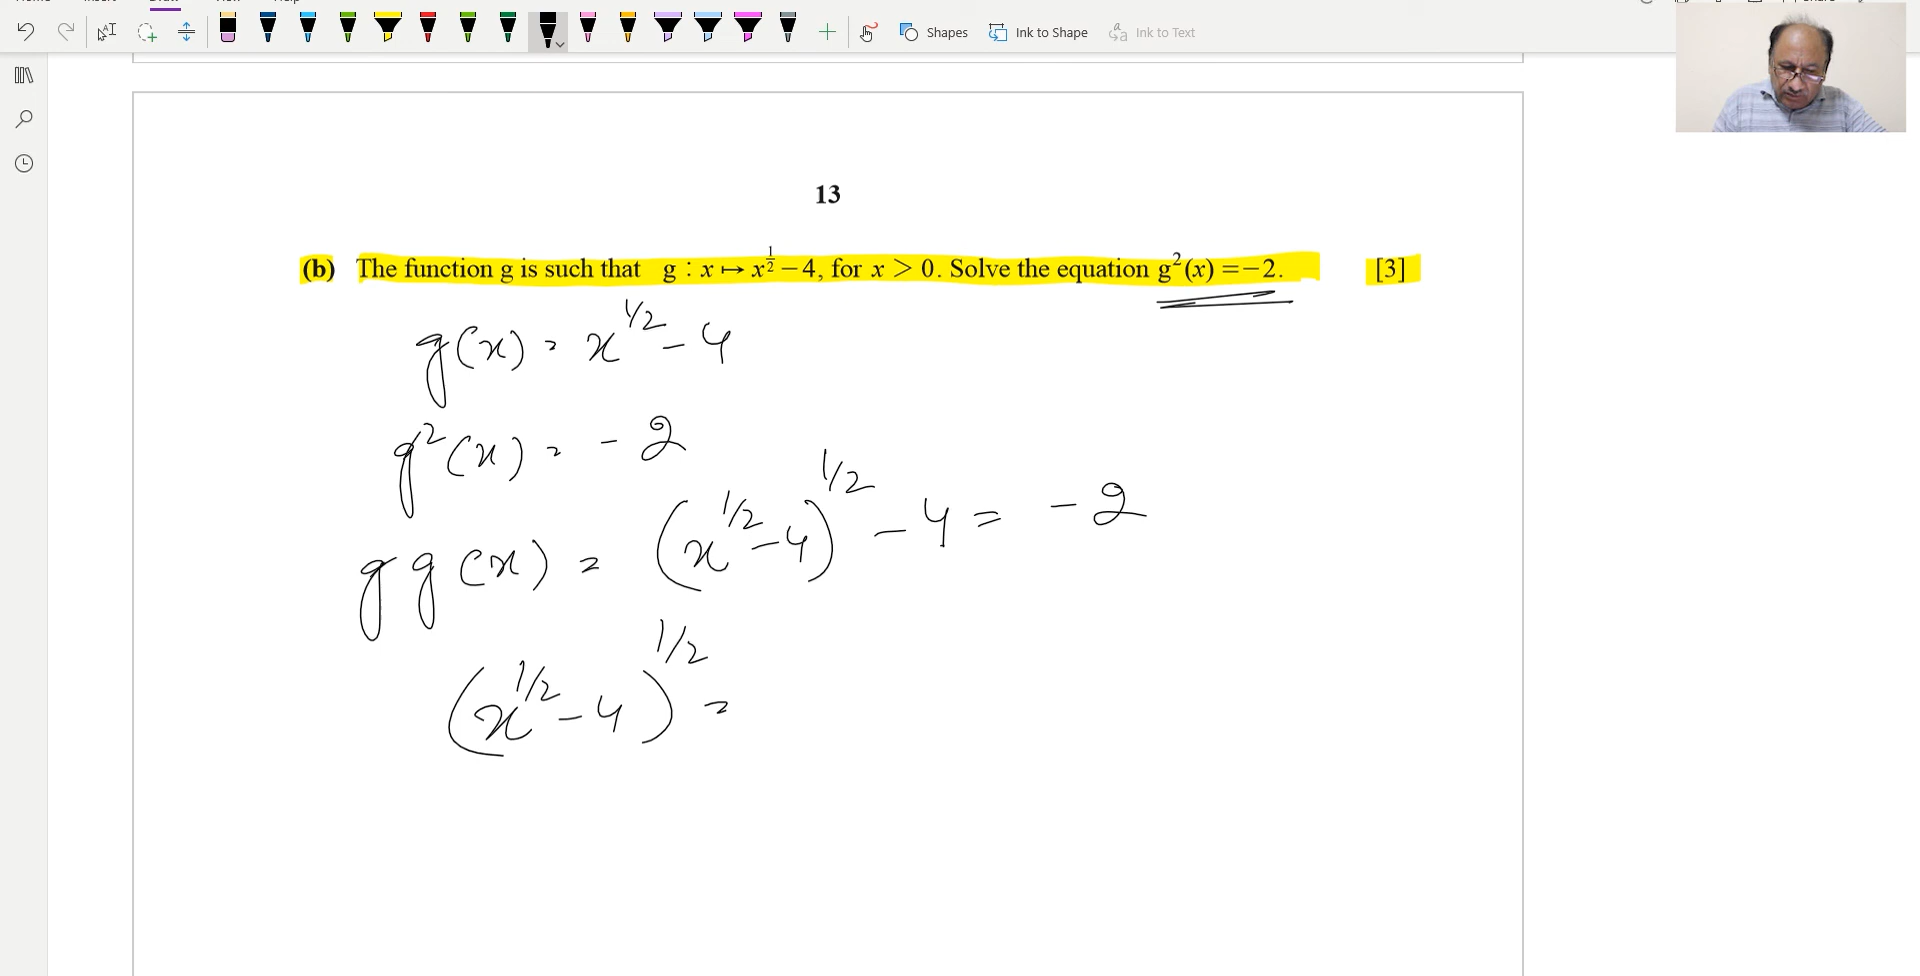 Shapes Ink to Shape Ink to Text
13
(b) The function g is such that g : x ↦ x^{1/2} − 4, for x > 0. Solve the equation g²(x) = −2. [3]
g(x) = x^{1/2} − 4
g²(x) = − 2
g g(x) = (x^{1/2} − 4)^{1/2} − 4 = − 2
(x^{1/2} − 4)^{1/2} =